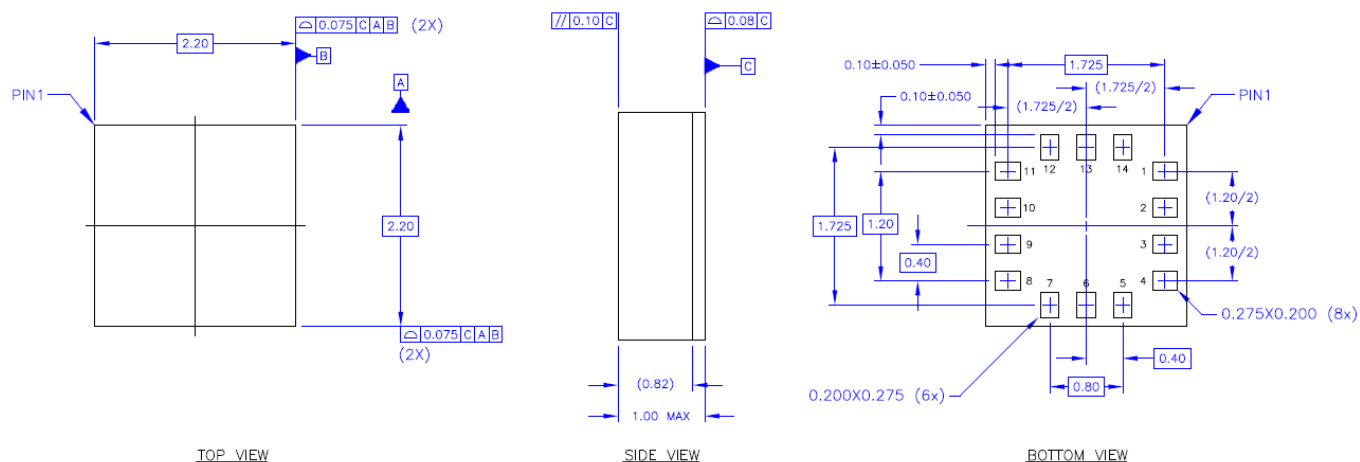 ⌓ 0.075 C A B (2X)
2.20
B
A
PIN1
2.20
⌓ 0.075 C A B
(2X)
TOP VIEW
// 0.10 C
⌓ 0.08 C
C
(0.82)
1.00 MAX
SIDE VIEW
0.10±0.050
1.725
0.10±0.050
(1.725/2)
(1.725/2)
PIN1
12 13 14
11 1
10 2
9 3
8 4
7 6 5
1.725
1.20
0.40
(1.20/2)
(1.20/2)
0.275X0.200 (8x)
0.40
0.80
0.200X0.275 (6x)
BOTTOM VIEW